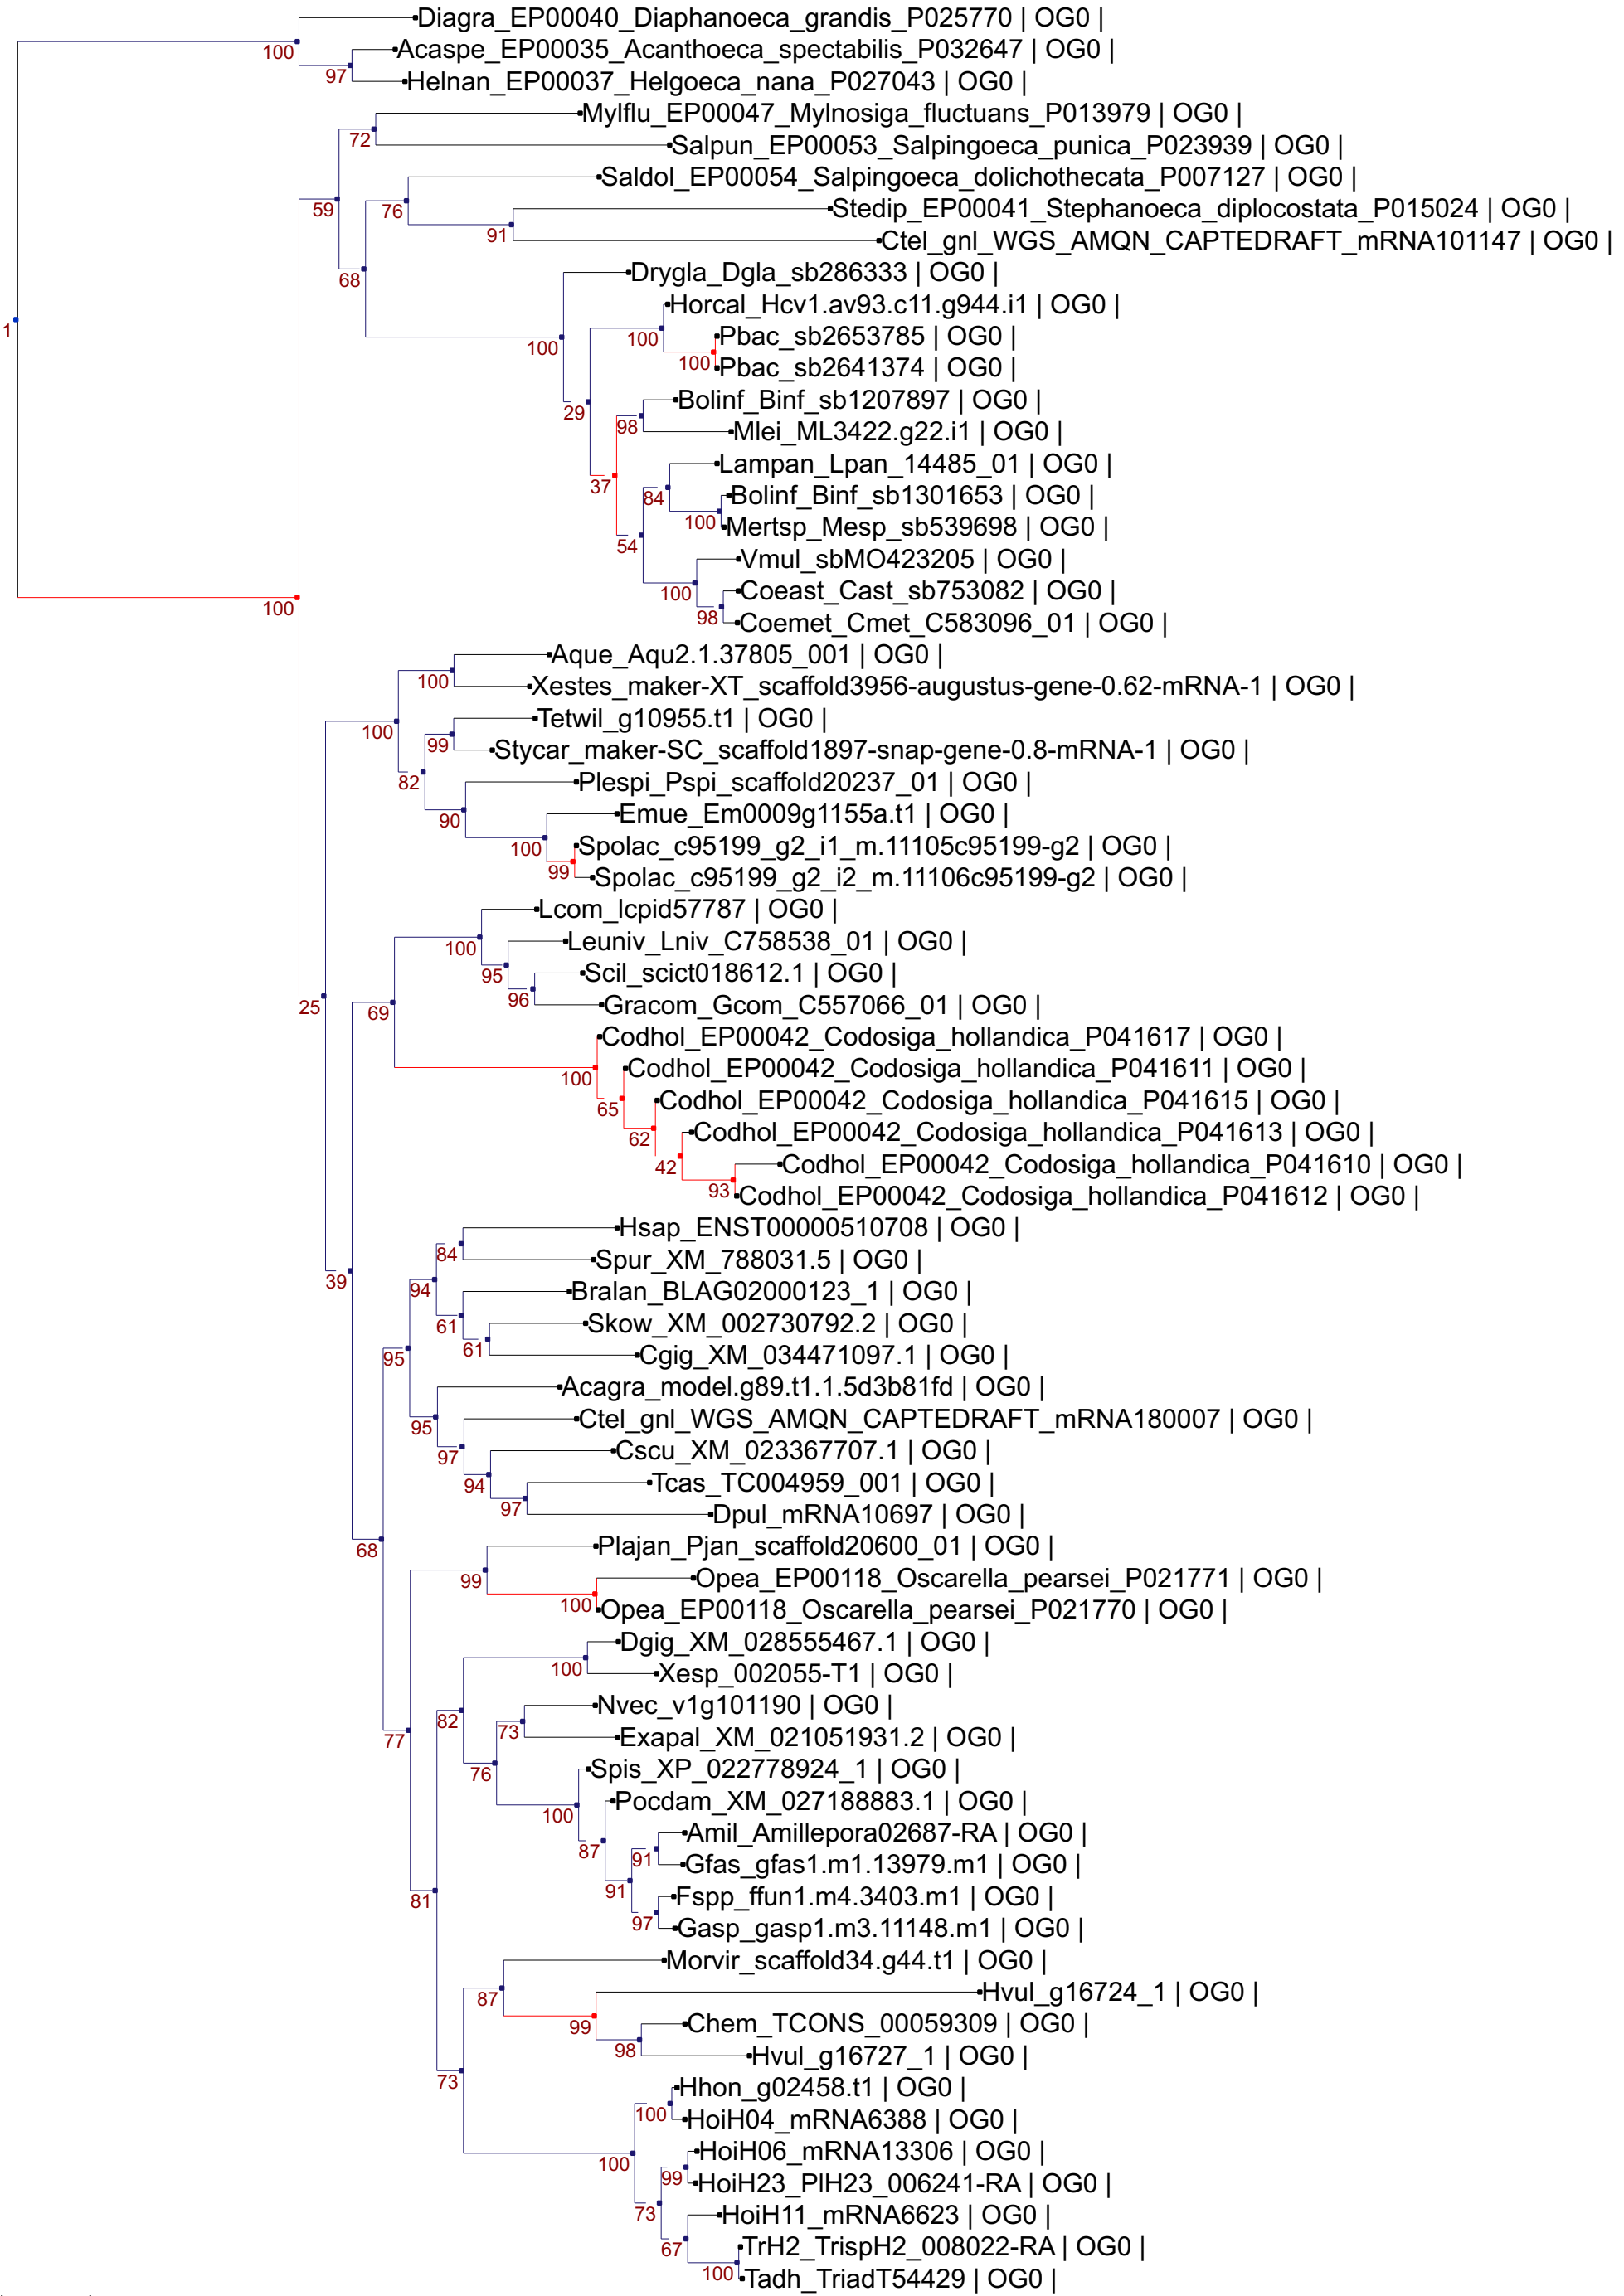 Diagra_EP00040_Diaphanoeca_grandis_P025770 | OG0 |
100
Acaspe_EP00035_Acanthoeca_spectabilis_P032647 | OG0 |
97
Helnan_EP00037_Helgoeca_nana_P027043 | OG0 |
Mylflu_EP00047_Mylnosiga_fluctuans_P013979 | OG0 |
72
Salpun_EP00053_Salpingoeca_punica_P023939 | OG0 |
Saldol_EP00054_Salpingoeca_dolichothecata_P007127 | OG0 |
59
76
Stedip_EP00041_Stephanoeca_diplocostata_P015024 | OG0 |
91
Ctel_gnl_WGS_AMQN_CAPTEDRAFT_mRNA101147 | OG0 |
68
Drygla_Dgla_sb286333 | OG0 |
Horcal_Hcv1.av93.c11.g944.i1 | OG0 |
1
100
100
Pbac_sb2653785 | OG0 |
100
Pbac_sb2641374 | OG0 |
Bolinf_Binf_sb1207897 | OG0 |
29
98
Mlei_ML3422.g22.i1 | OG0 |
Lampan_Lpan_14485_01 | OG0 |
37
84
Bolinf_Binf_sb1301653 | OG0 |
100
Mertsp_Mesp_sb539698 | OG0 |
54
Vmul_sbMO423205 | OG0 |
100
Coeast_Cast_sb753082 | OG0 |
100
98
Coemet_Cmet_C583096_01 | OG0 |
Aque_Aqu2.1.37805_001 | OG0 |
100
Xestes_maker-XT_scaffold3956-augustus-gene-0.62-mRNA-1 | OG0 |
Tetwil_g10955.t1 | OG0 |
100
99
Stycar_maker-SC_scaffold1897-snap-gene-0.8-mRNA-1 | OG0 |
82
Plespi_Pspi_scaffold20237_01 | OG0 |
90
Emue_Em0009g1155a.t1 | OG0 |
100
Spolac_c95199_g2_i1_m.11105c95199-g2 | OG0 |
99
Spolac_c95199_g2_i2_m.11106c95199-g2 | OG0 |
Lcom_lcpid57787 | OG0 |
100
Leuniv_Lniv_C758538_01 | OG0 |
95
Scil_scict018612.1 | OG0 |
96
Gracom_Gcom_C557066_01 | OG0 |
25
69
Codhol_EP00042_Codosiga_hollandica_P041617 | OG0 |
Codhol_EP00042_Codosiga_hollandica_P041611 | OG0 |
100
65
Codhol_EP00042_Codosiga_hollandica_P041615 | OG0 |
62
Codhol_EP00042_Codosiga_hollandica_P041613 | OG0 |
42
Codhol_EP00042_Codosiga_hollandica_P041610 | OG0 |
93
Codhol_EP00042_Codosiga_hollandica_P041612 | OG0 |
Hsap_ENST00000510708 | OG0 |
84
Spur_XM_788031.5 | OG0 |
39
94
Bralan_BLAG02000123_1 | OG0 |
61
Skow_XM_002730792.2 | OG0 |
61
95
Cgig_XM_034471097.1 | OG0 |
Acagra_model.g89.t1.1.5d3b81fd | OG0 |
95
Ctel_gnl_WGS_AMQN_CAPTEDRAFT_mRNA180007 | OG0 |
97
Cscu_XM_023367707.1 | OG0 |
94
Tcas_TC004959_001 | OG0 |
97
Dpul_mRNA10697 | OG0 |
68
Plajan_Pjan_scaffold20600_01 | OG0 |
99
Opea_EP00118_Oscarella_pearsei_P021771 | OG0 |
100
Opea_EP00118_Oscarella_pearsei_P021770 | OG0 |
Dgig_XM_028555467.1 | OG0 |
100
Xesp_002055-T1 | OG0 |
Nvec_v1g101190 | OG0 |
82
73
77
Exapal_XM_021051931.2 | OG0 |
76
Spis_XP_022778924_1 | OG0 |
100
Pocdam_XM_027188883.1 | OG0 |
Amil_Amillepora02687-RA | OG0 |
87
91
Gfas_gfas1.m1.13979.m1 | OG0 |
81
91
Fspp_ffun1.m4.3403.m1 | OG0 |
97
Gasp_gasp1.m3.11148.m1 | OG0 |
Morvir_scaffold34.g44.t1 | OG0 |
87
Hvul_g16724_1 | OG0 |
99
Chem_TCONS_00059309 | OG0 |
98
Hvul_g16727_1 | OG0 |
73
Hhon_g02458.t1 | OG0 |
100
HoiH04_mRNA6388 | OG0 |
100
HoiH06_mRNA13306 | OG0 |
99
HoiH23_PlH23_006241-RA | OG0 |
73
HoiH11_mRNA6623 | OG0 |
67
TrH2_TrispH2_008022-RA | OG0 |
100
Tadh_TriadT54429 | OG0 |